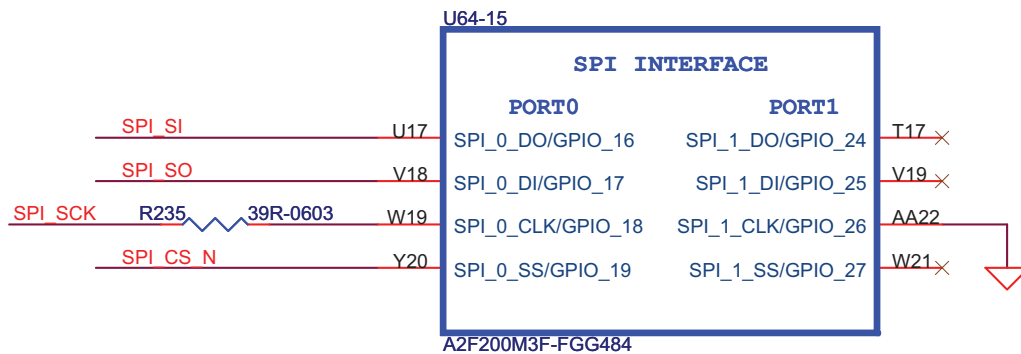 U64-15
SPI INTERFACE
PORT0 PORT1
SPI_SI U17 SPI_0_DO/GPIO_16 SPI_1_DO/GPIO_24 T17
SPI_SO V18 SPI_0_DI/GPIO_17 SPI_1_DI/GPIO_25 V19
SPI_SCK R235 39R-0603 W19 SPI_0_CLK/GPIO_18 SPI_1_CLK/GPIO_26 AA22
SPI_CS_N Y20 SPI_0_SS/GPIO_19 SPI_1_SS/GPIO_27 W21
A2F200M3F-FGG484